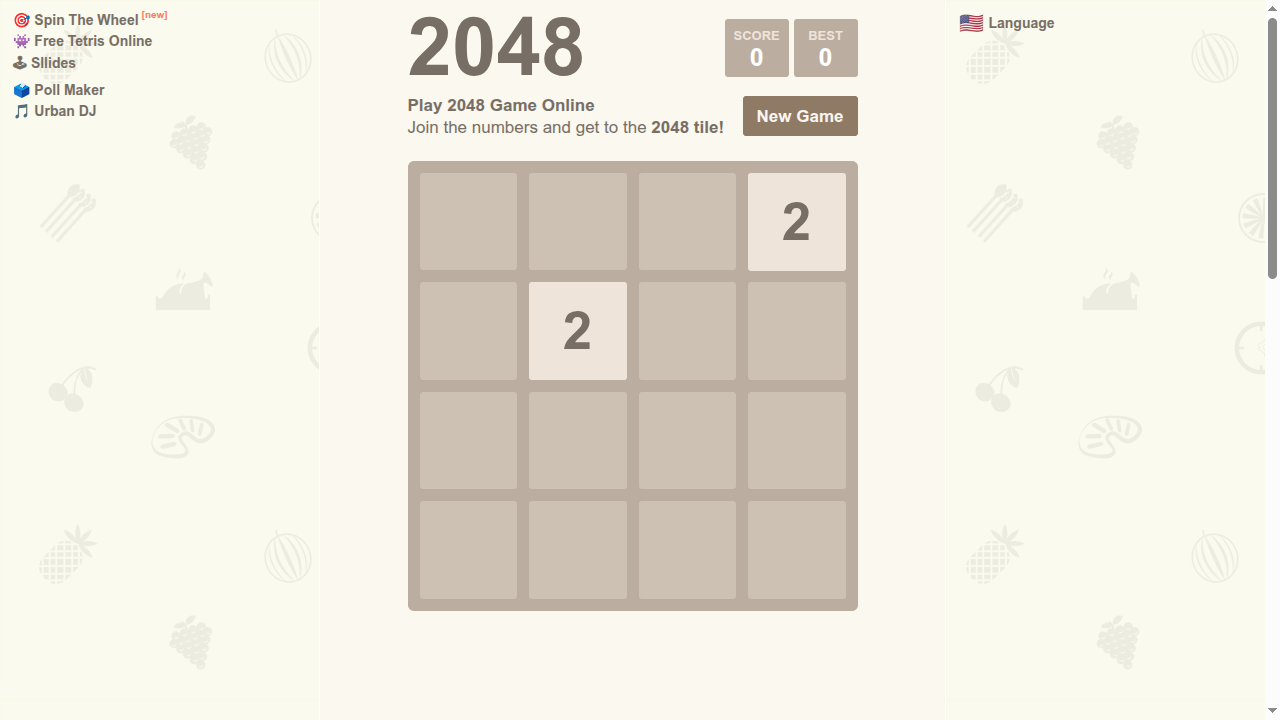 🎯 Spin The Wheel [new]
👾 Free Tetris Online
🕹 Sllides
🗳 Poll Maker
🎵 Urban DJ
2048
SCORE
0
BEST
0
Play 2048 Game Online
Join the numbers and get to the 2048 tile!
New Game
2
2
🇺🇸 Language